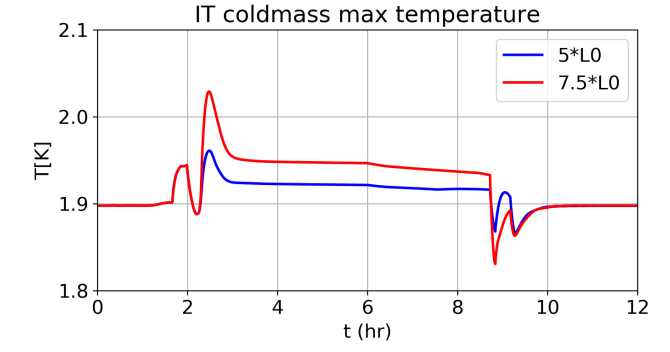 IT coldmass max temperature
T[K]
2.1
2.0
1.9
1.8
5*L0
7.5*L0
0 2 4 6 8 10 12
t (hr)